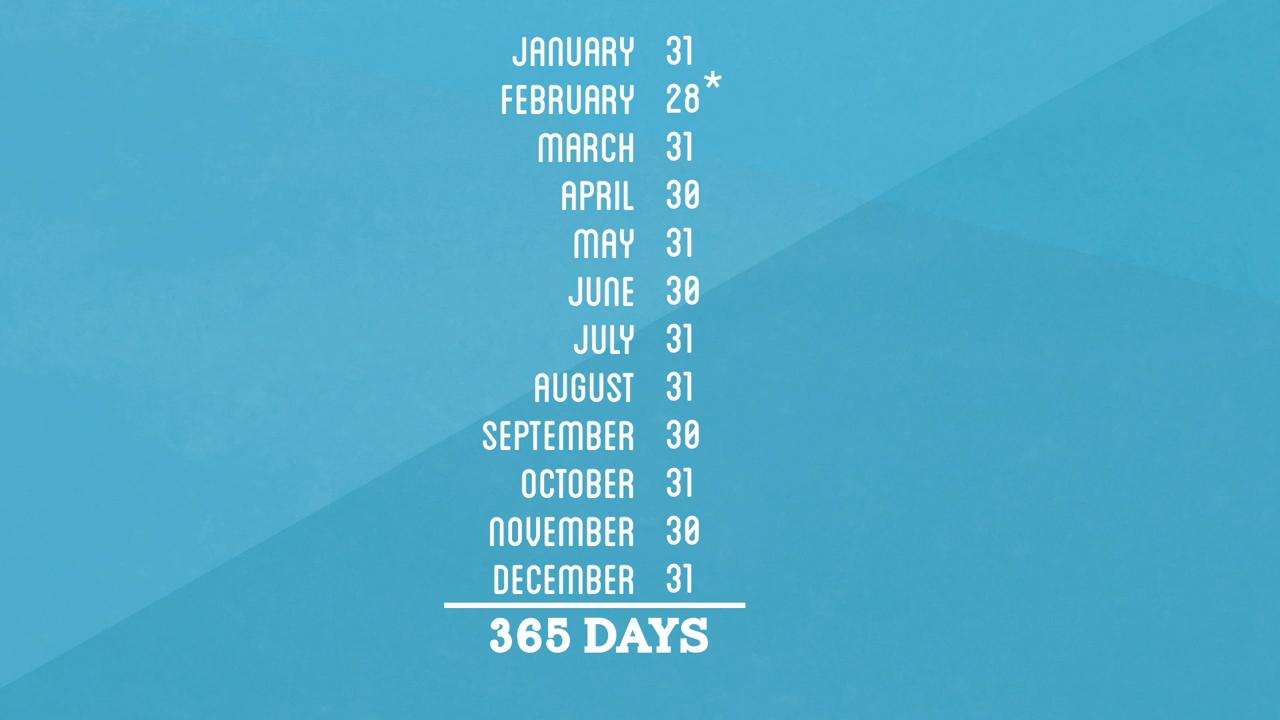 JANUARY 31
FEBRUARY 28*
MARCH 31
APRIL 30
MAY 31
JUNE 30
JULY 31
AUGUST 31
SEPTEMBER 30
OCTOBER 31
NOVEMBER 30
DECEMBER 31
365 DAYS